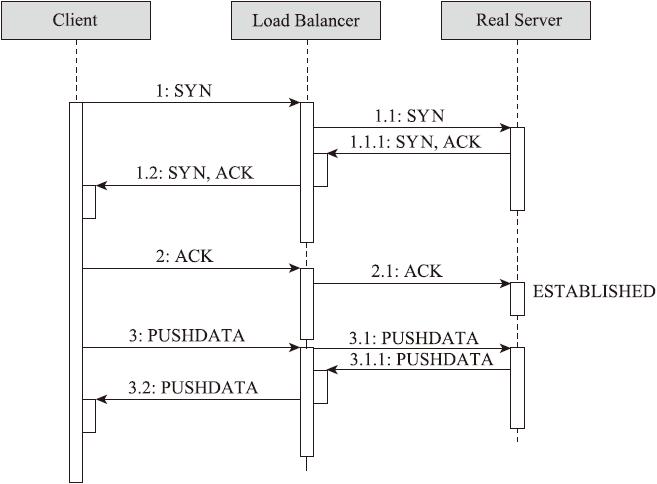 Client
Load Balancer
Real Server
1: SYN
1.1: SYN
1.1.1: SYN, ACK
1.2: SYN, ACK
2: ACK
2.1: ACK
ESTABLISHED
3: PUSHDATA
3.1: PUSHDATA
3.1.1: PUSHDATA
3.2: PUSHDATA